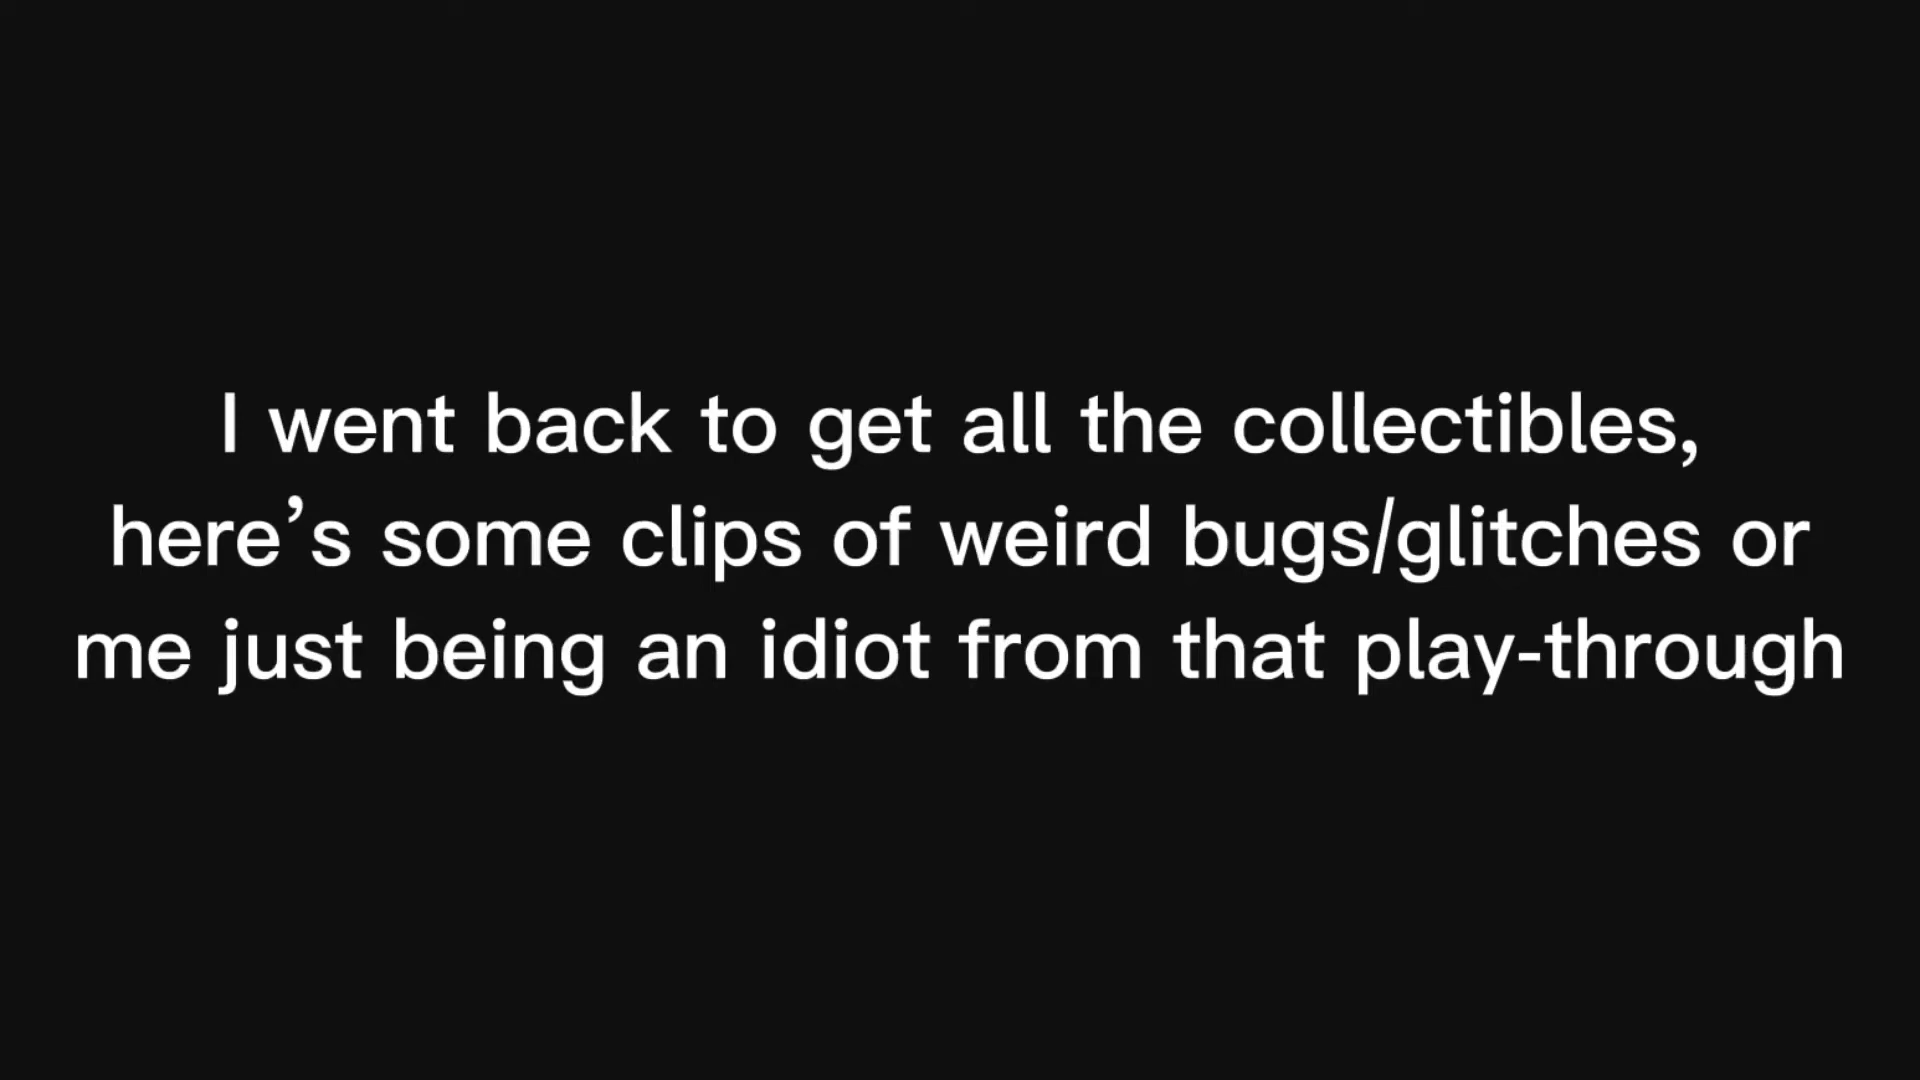 I went back to get all the collectibles,
here’s some clips of weird bugs/glitches or
me just being an idiot from that play-through